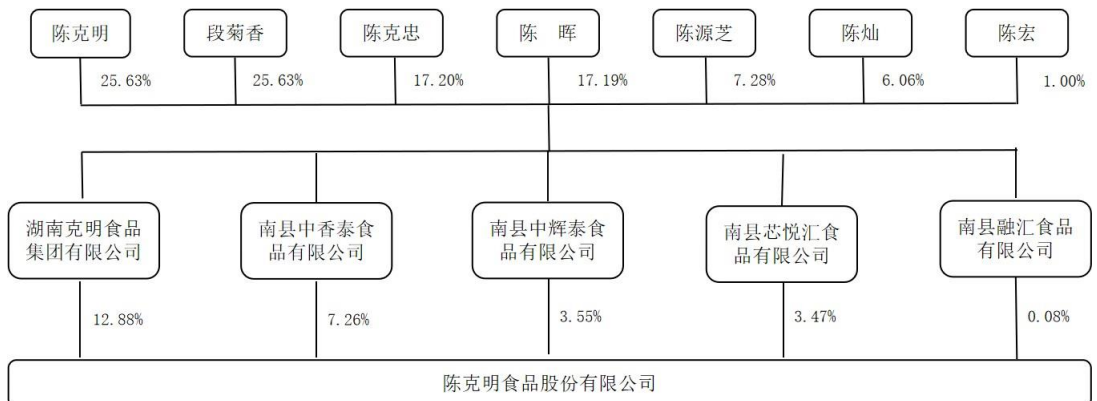 陈克明 段菊香 陈克忠 陈 晖 陈源芝 陈灿 陈宏
25.63% 25.63% 17.20% 17.19% 7.28% 6.06% 1.00%
湖南克明食品
集团有限公司
南县中香泰食
品有限公司
南县中辉泰食
品有限公司
南县芯悦汇食
品有限公司
南县融汇食品
有限公司
12.88% 7.26% 3.55% 3.47% 0.08%
陈克明食品股份有限公司